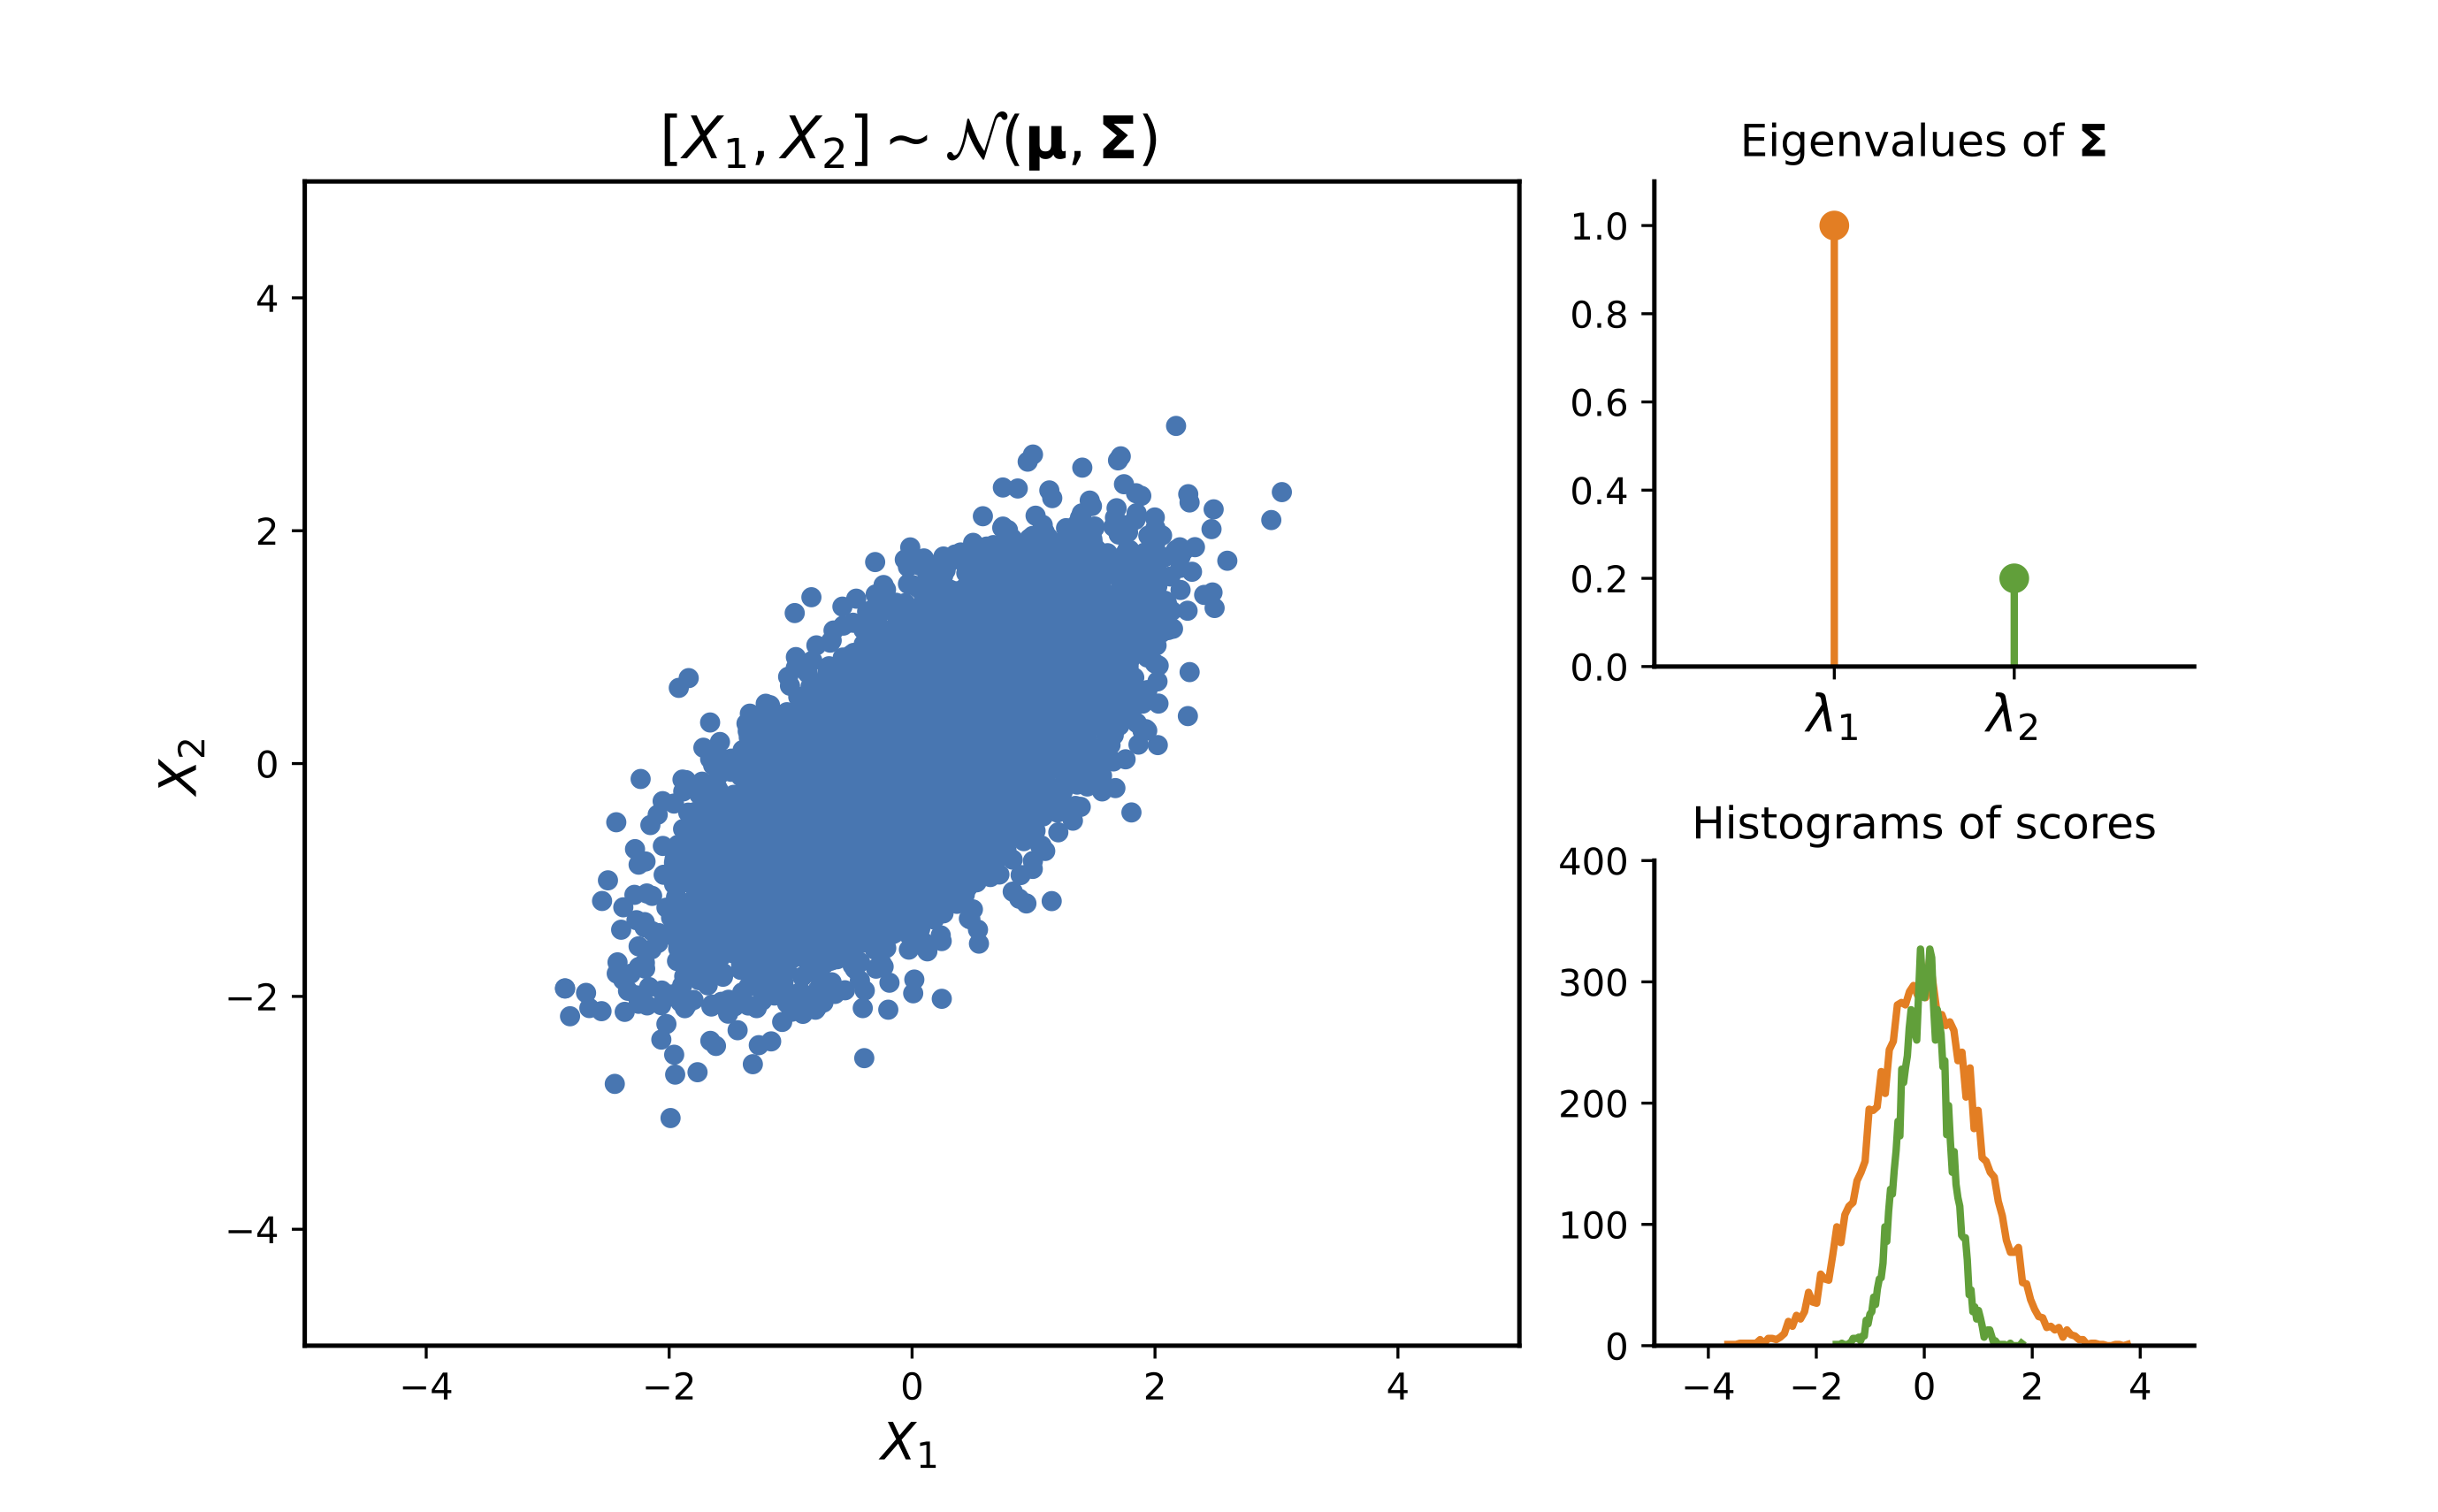 [X₁, X₂] ~ 𝒩(𝛍, 𝚺)
4
2
0
−2
−4
X₂
−4 −2 0 2 4
X₁
Eigenvalues of 𝚺
1.0
0.8
0.6
0.4
0.2
0.0
λ₁ λ₂
Histograms of scores
400
300
200
100
0
−4 −2 0 2 4